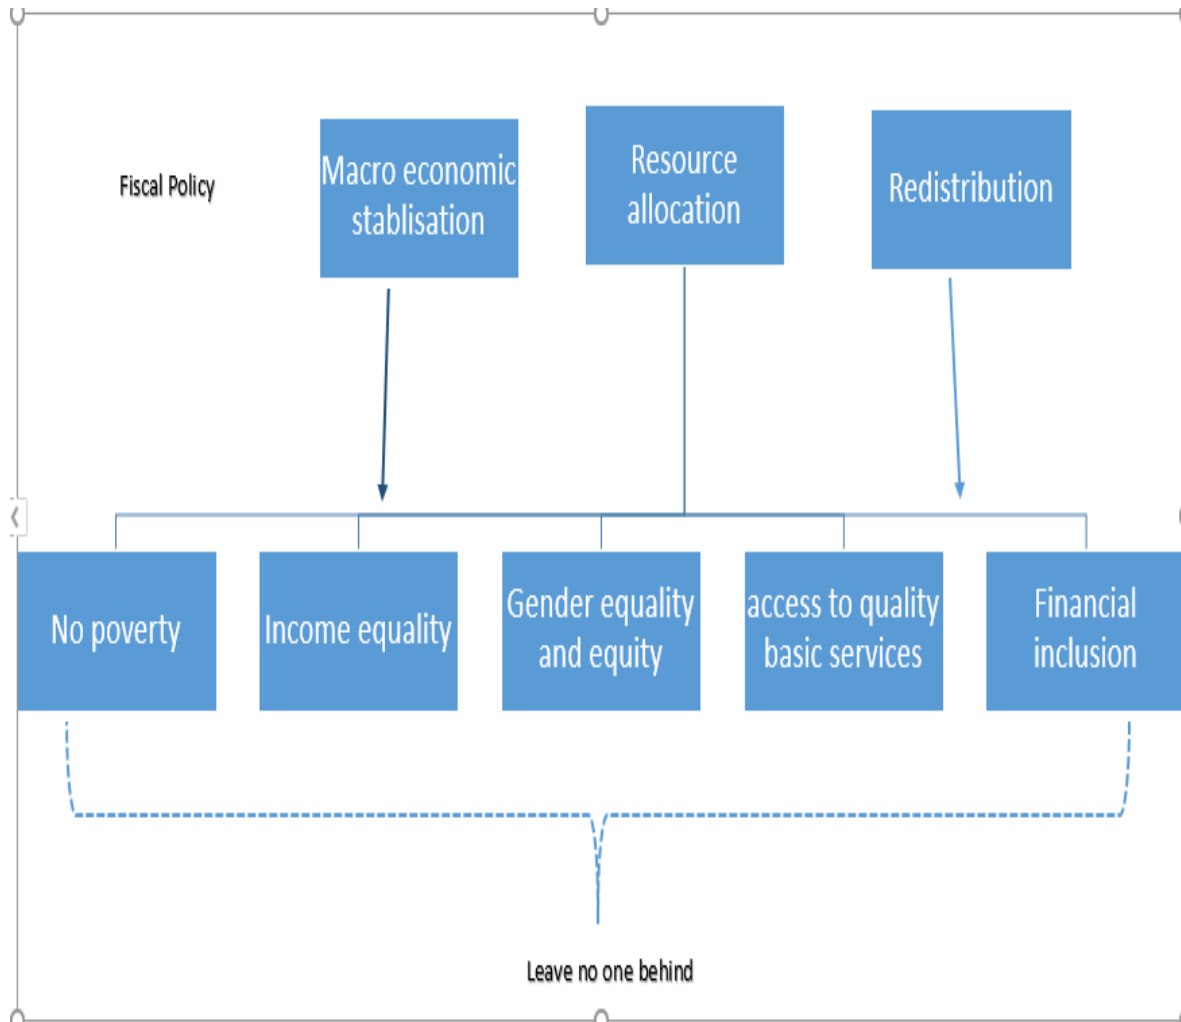 Fiscal Policy
Macro economic
stablisation
Resource
allocation
Redistribution
No poverty
Income equality
Gender equality
and equity
access to quality
basic services
Financial
inclusion
Leave no one behind